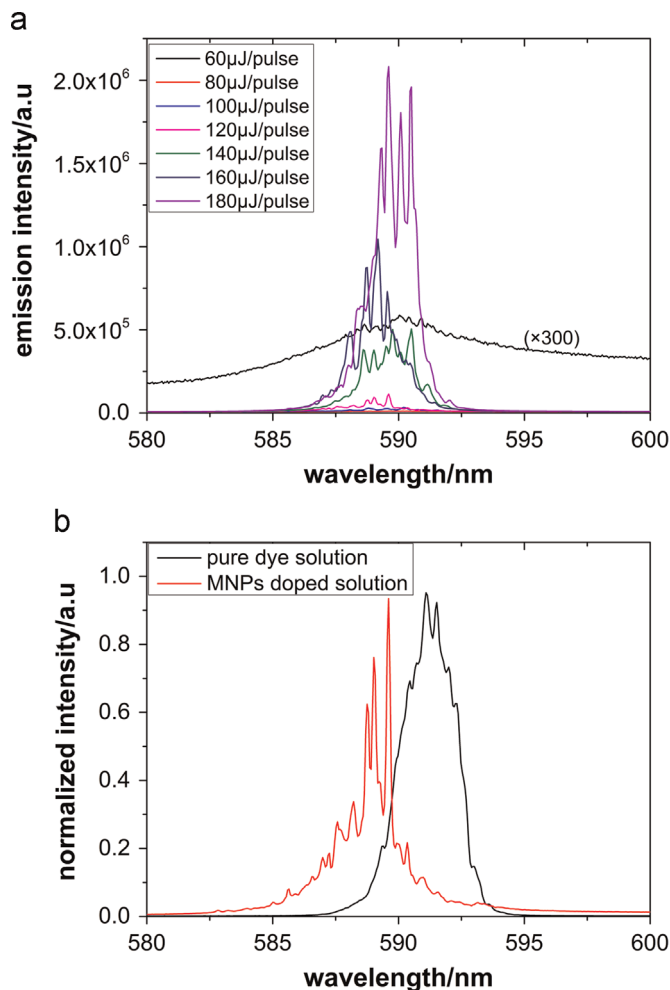 a
60μJ/pulse
80μJ/pulse
100μJ/pulse
120μJ/pulse
140μJ/pulse
160μJ/pulse
180μJ/pulse
2.0x10⁶
1.5x10⁶
1.0x10⁶
5.0x10⁵
0.0
(×300)
emission intensity/a.u
580 585 590 595 600
wavelength/nm
b
pure dye solution
MNPs doped solution
1.0
0.8
0.6
0.4
0.2
0.0
normalized intensity/a.u
580 585 590 595 600
wavelength/nm